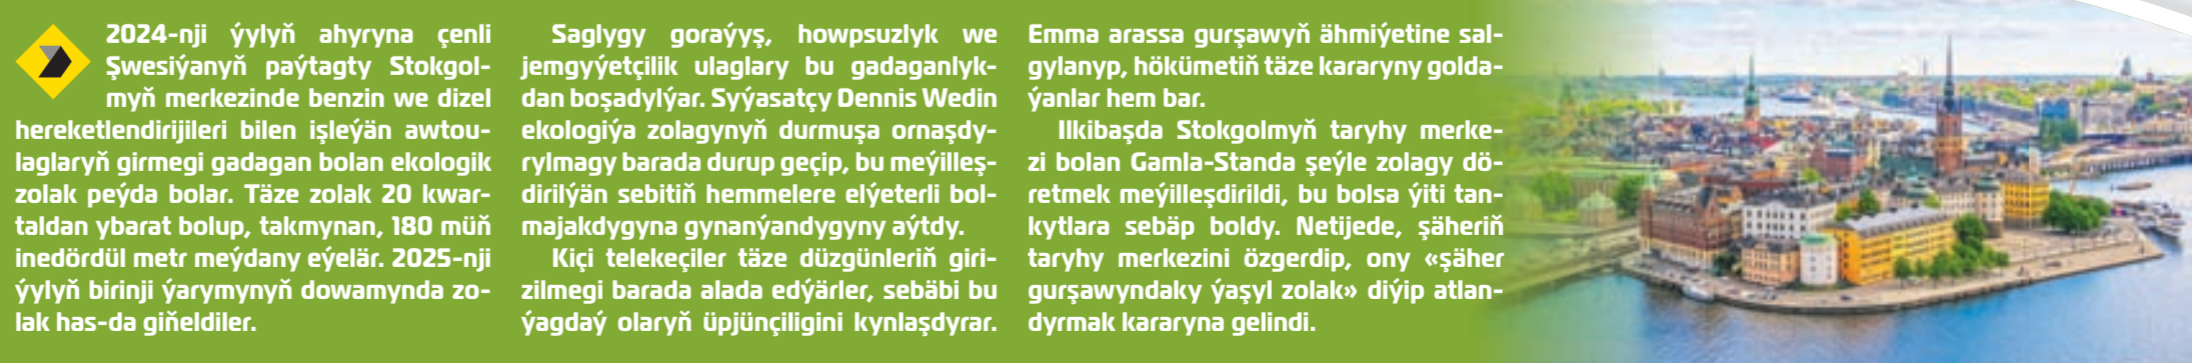 2024-nji ýylyň ahyryna çenli
Şwesiýanyň paýtagty Stokgol-
myň merkezinde benzin we dizel
hereketlendirijileri bilen işleýän awtou-
laglaryň girmegi gadagan bolan ekologik
zolak peýda bolar. Täze zolak 20 kwar-
taldan ybarat bolup, takmynan, 180 müň
inedördül metr meýdany eýelär. 2025-nji
ýylyň birinji ýarymynyň dowamynda zo-
lak has-da giňeldiler.
Saglygy goraýyş, howpsuzlyk we
jemgyýetçilik ulaglary bu gadaganlyk-
dan boşadylýar. Syýasatçy Dennis Wedin
ekologiýa zolagynyň durmuşa ornaşdy-
rylmagy barada durup geçip, bu meýilleş-
dirilýän sebitiň hemmelere elýeterli bol-
majakdygyna gynanýandygyny aýtdy.
Kiçi telekeçiler täze düzgünleriň giri-
zilmegi barada alada edýärler, sebäbi bu
ýagdaý olaryň üpjünçiligini kynlaşdyrar.
Emma arassa gurşawyň ähmiýetine sal-
gylanyp, hökümetiň täze kararyny golda-
ýanlar hem bar.
Ilkibaşda Stokgolmyň taryhy merke-
zi bolan Gamla-Standa şeýle zolagy dö-
retmek meýilleşdirildi, bu bolsa ýiti tan-
kytlara sebäp boldy. Netijede, şäheriň
taryhy merkezini özgerdip, ony «şäher
gurşawyndaky ýaşyl zolak» diýip atlan-
dyrmak kararyna gelindi.